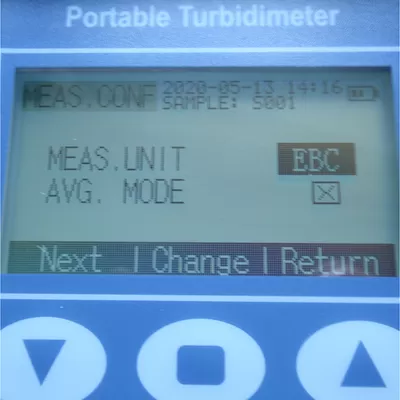 Portable Turbidimeter
MEAS.CONF 2020-05-13 14:16
SAMPLE: S001
MEAS.UNIT EBC
AVG. MODE
Next | Change | Return